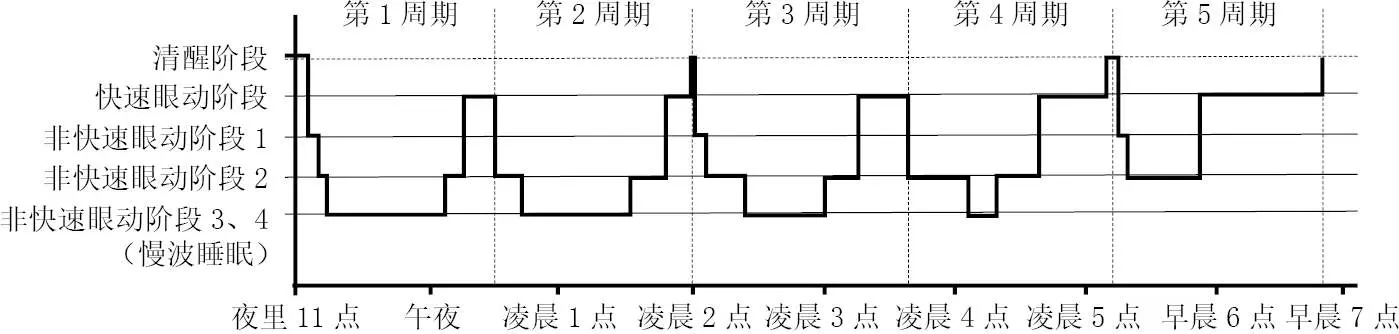 第1周期 第2周期 第3周期 第4周期 第5周期
清醒阶段
快速眼动阶段
非快速眼动阶段1
非快速眼动阶段2
非快速眼动阶段3、4
（慢波睡眠）
夜里11点 午夜 凌晨1点 凌晨2点 凌晨3点 凌晨4点 凌晨5点 早晨6点 早晨7点